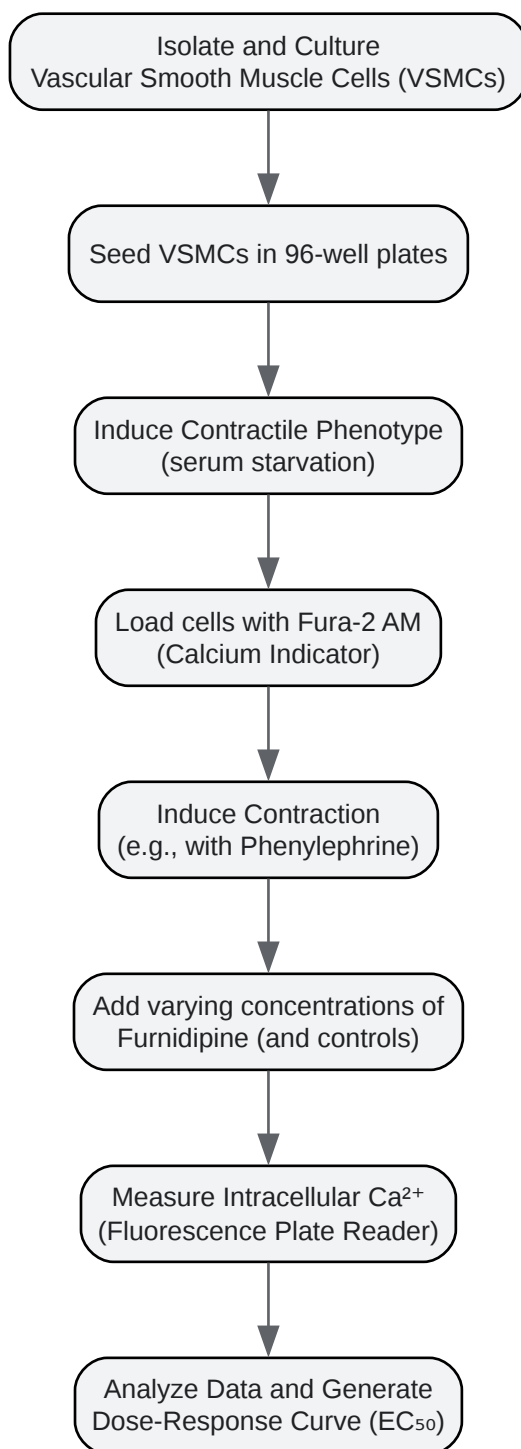 Isolate and Culture
Vascular Smooth Muscle Cells (VSMCs)
Seed VSMCs in 96-well plates
Induce Contractile Phenotype
(serum starvation)
Load cells with Fura-2 AM
(Calcium Indicator)
Induce Contraction
(e.g., with Phenylephrine)
Add varying concentrations of
Furnidipine (and controls)
Measure Intracellular Ca²⁺
(Fluorescence Plate Reader)
Analyze Data and Generate
Dose-Response Curve (EC₅₀)